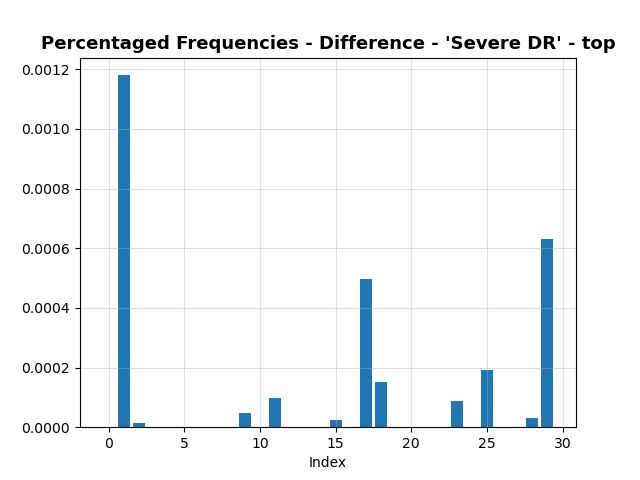 Percentaged Frequencies - Difference - 'Severe DR' - top
0.0012
0.0010
0.0008
0.0006
0.0004
0.0002
0.0000
0 5 10 15 20 25 30
Index